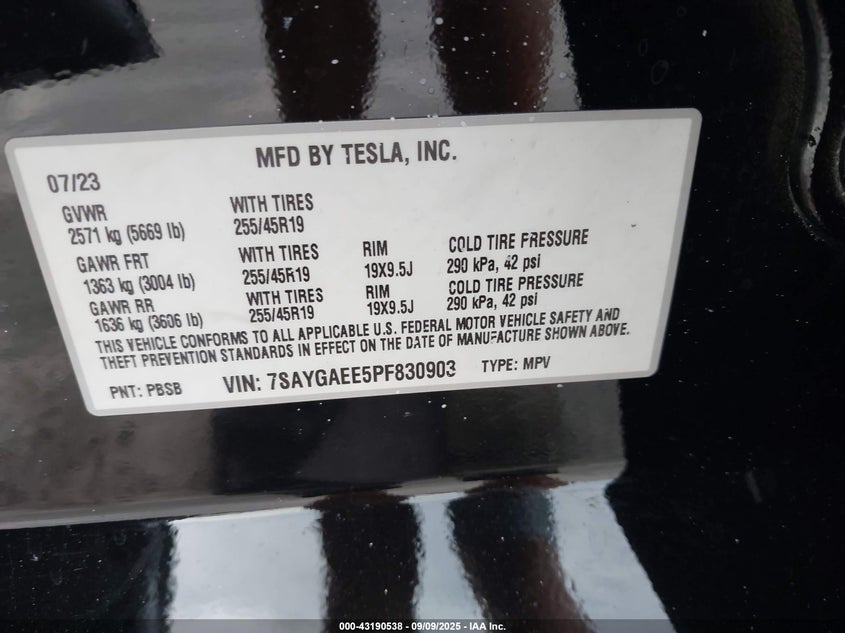 MFD BY TESLA, INC.
07/23
GVWR WITH TIRES
2571 kg (5669 lb) 255/45R19
GAWR FRT WITH TIRES RIM COLD TIRE PRESSURE
1363 kg (3004 lb) 255/45R19 19X9.5J 290 kPa, 42 psi
GAWR RR WITH TIRES RIM COLD TIRE PRESSURE
1636 kg (3606 lb) 255/45R19 19X9.5J 290 kPa, 42 psi
THIS VEHICLE CONFORMS TO ALL APPLICABLE U.S. FEDERAL MOTOR VEHICLE SAFETY AND
THEFT PREVENTION STANDARDS IN EFFECT ON THE DATE OF MANUFACTURE SHOWN ABOVE.
PNT: PBSB VIN: 7SAYGAEE5PF830903 TYPE: MPV
000-43190538 - 09/09/2025 - IAA Inc.